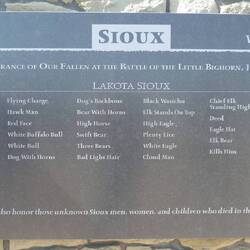 SIOUX
RANCE OF OUR FALLEN AT THE BATTLE OF THE LITTLE BIGHORN, J
LAKOTA SIOUX
Flying Charge
Hawk Man
Red Face
White Buffalo Bull
White Bull
Dog With Horns
Dog's Backbone
Bear With Horns
High Horse
Swift Bear
Three Bears
Bad Light Hair
Black Wasichu
Elk Stands On Top
High Eagle
Plenty Lice
White Eagle
Cloud Man
Chief Elk
Standing High
Deed
Eagle Hat
Elk Bear
Kills Him
lso honor those unknown Sioux men, women, and children who died in th